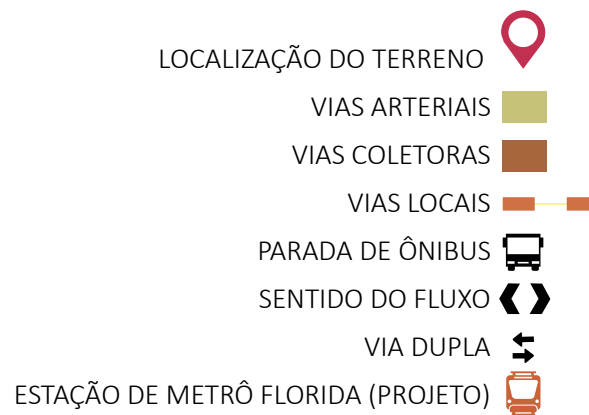 LOCALIZAÇÃO DO TERRENO
VIAS ARTERIAIS
VIAS COLETORAS
VIAS LOCAIS
PARADA DE ÔNIBUS
SENTIDO DO FLUXO
VIA DUPLA
ESTAÇÃO DE METRÔ FLORIDA (PROJETO)